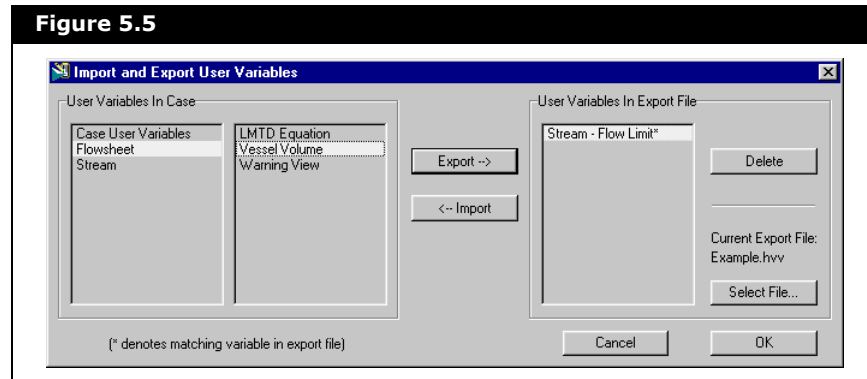 Figure 5.5
Import and Export User Variables
User Variables In Case
Case User Variables
Flowsheet
Stream
LMTD Equation
Vessel Volume
Warning View
Export -->
<-- Import
User Variables In Export File
Stream - Flow Limit*
Delete
Current Export File:
Example.hvv
Select File...
(* denotes matching variable in export file)
Cancel
OK